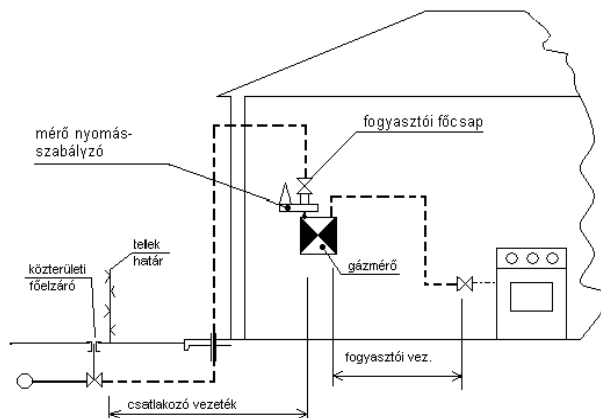 mérő nyomás-
szabályzó
fogyasztói főcsap
telek
határ
közterületi
főelzáró
gázmérő
fogyasztói vez.
csatlakozó vezeték